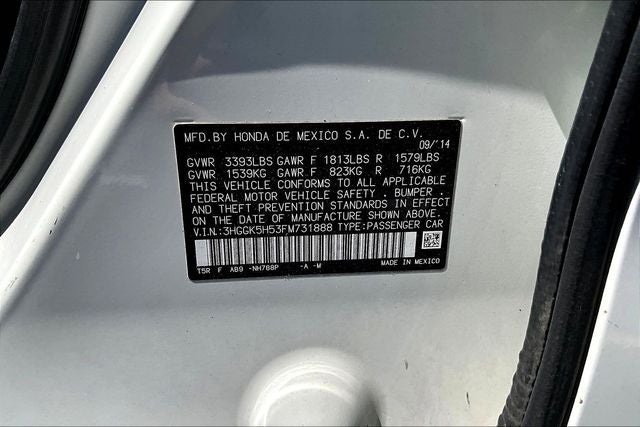 MFD.BY HONDA DE MEXICO S.A. DE C.V.
09/'14
GVWR 3393LBS GAWR F 1813LBS R 1579LBS
GVWR 1539KG GAWR.F 823KG R 716KG
THIS VEHICLE CONFORMS TO ALL APPLICABLE
FEDERAL MOTOR VEHICLE SAFETY , BUMPER ,
AND THEFT PREVENTION STANDARDS IN EFFECT
ON THE DATE OF MANUFACTURE SHOWN ABOVE.
V.I.N.:3HGGK5H53FM731888 TYPE:PASSENGER CAR
T5R F AB9 -NH788P -A -M MADE IN MEXICO